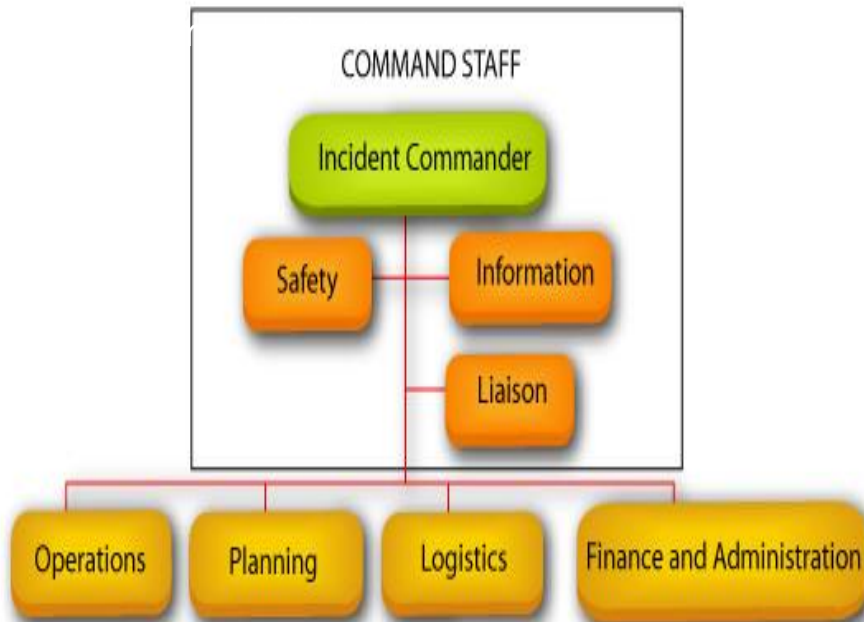 COMMAND STAFF
Incident Commander
Safety
Information
Liaison
Operations
Planning
Logistics
Finance and Administration